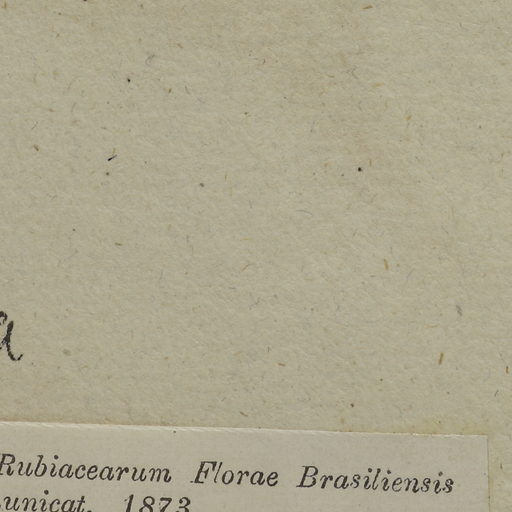 a
Rubiacearum Florae Brasiliensis
unicat. 1873